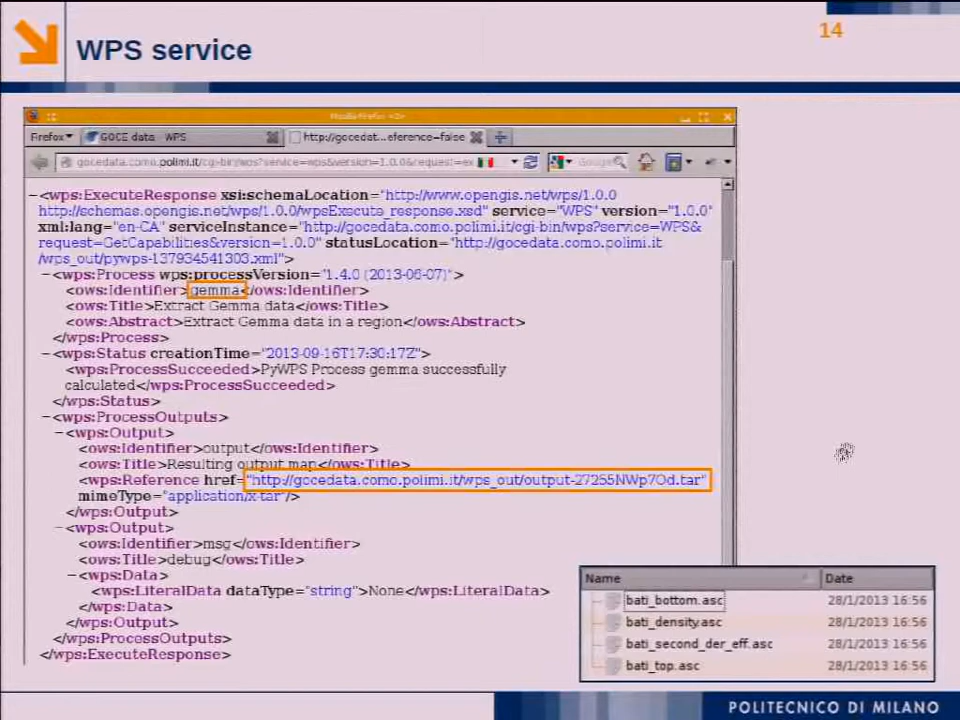 14
WPS service
Firefox
GOCE data - WPS
http://gocedat...eference=false
gocedata.como.polimi.it/cgi-bin/wps?service=wps&version=1.0.0&request=ex
- <wps:ExecuteResponse xsi:schemaLocation="http://www.opengis.net/wps/1.0.0
http://schemas.opengis.net/wps/1.0.0/wpsExecute_response.xsd" service="WPS" version="1.0.0"
xml:lang="en-CA" serviceInstance="http://gocedata.como.polimi.it/cgi-bin/wps?service=WPS&
request=GetCapabilities&version=1.0.0" statusLocation="http://gocedata.como.polimi.it
/wps_out/pywps-137934541303.xml">
- <wps:Process wps:processVersion="1.4.0 (2013-06-07)">
<ows:Identifier>gemma</ows:Identifier>
<ows:Title>Extract Gemma data</ows:Title>
<ows:Abstract>Extract Gemma data in a region</ows:Abstract>
</wps:Process>
- <wps:Status creationTime="2013-09-16T17:30:17Z">
<wps:ProcessSucceeded>PyWPS Process gemma successfully
calculated</wps:ProcessSucceeded>
</wps:Status>
- <wps:ProcessOutputs>
- <wps:Output>
<ows:Identifier>output</ows:Identifier>
<ows:Title>Resulting output map</ows:Title>
<wps:Reference href="http://gocedata.como.polimi.it/wps_out/output-27255NWp7Od.tar"
mimeType="application/x-tar"/>
</wps:Output>
- <wps:Output>
<ows:Identifier>msg</ows:Identifier>
<ows:Title>debug</ows:Title>
- <wps:Data>
<wps:LiteralData dataType="string">None</wps:LiteralData>
</wps:Data>
</wps:Output>
</wps:ProcessOutputs>
</wps:ExecuteResponse>
Name Date
bati_bottom.asc 28/1/2013 16:56
bati_density.asc 28/1/2013 16:56
bati_second_der_eff.asc 28/1/2013 16:56
bati_top.asc 28/1/2013 16:56
POLITECNICO DI MILANO